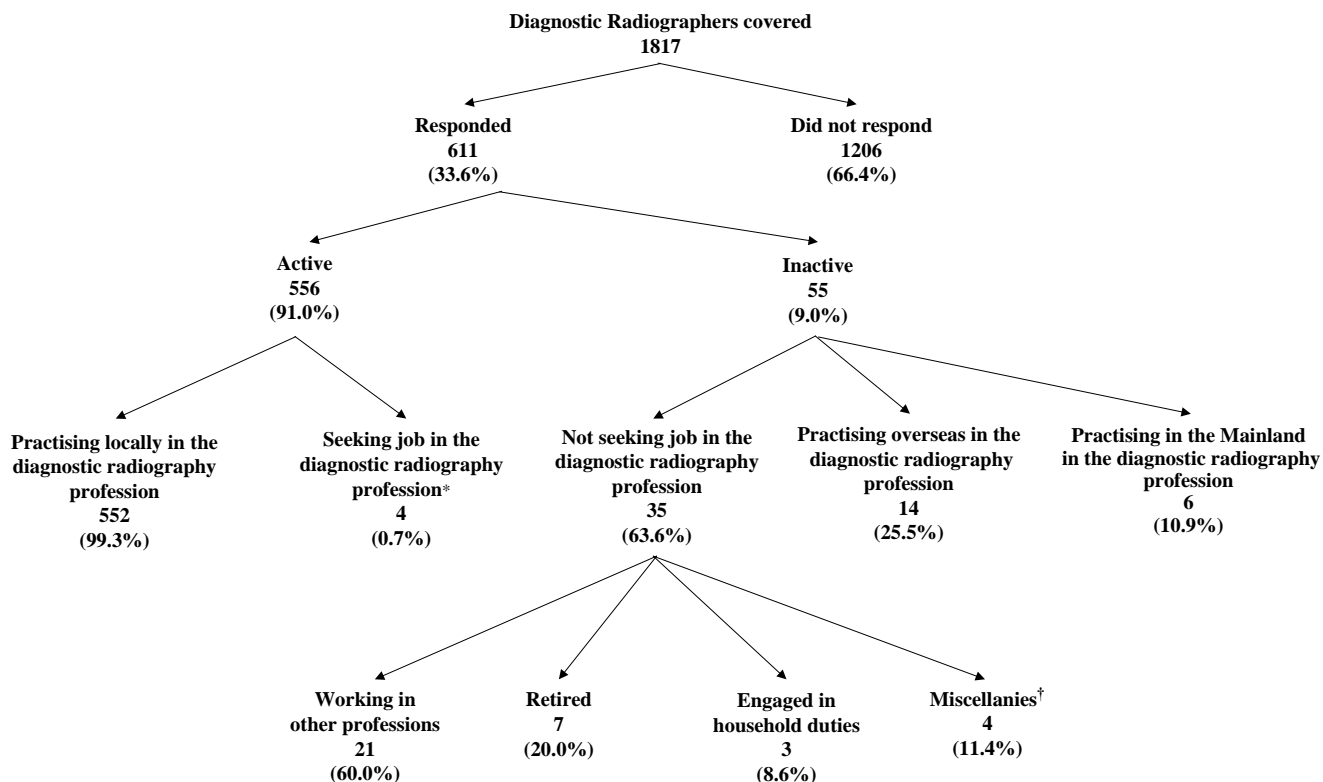 Diagnostic Radiographers covered
1817
Responded
611
(33.6%)
Did not respond
1206
(66.4%)
Active
556
(91.0%)
Inactive
55
(9.0%)
Practising locally in the
diagnostic radiography
profession
552
(99.3%)
Seeking job in the
diagnostic radiography
profession*
4
(0.7%)
Not seeking job in the
diagnostic radiography
profession
35
(63.6%)
Practising overseas in the
diagnostic radiography
profession
14
(25.5%)
Practising in the Mainland
in the diagnostic radiography
profession
6
(10.9%)
Working in
other professions
21
(60.0%)
Retired
7
(20.0%)
Engaged in
household duties
3
(8.6%)
Miscellanies†
4
(11.4%)